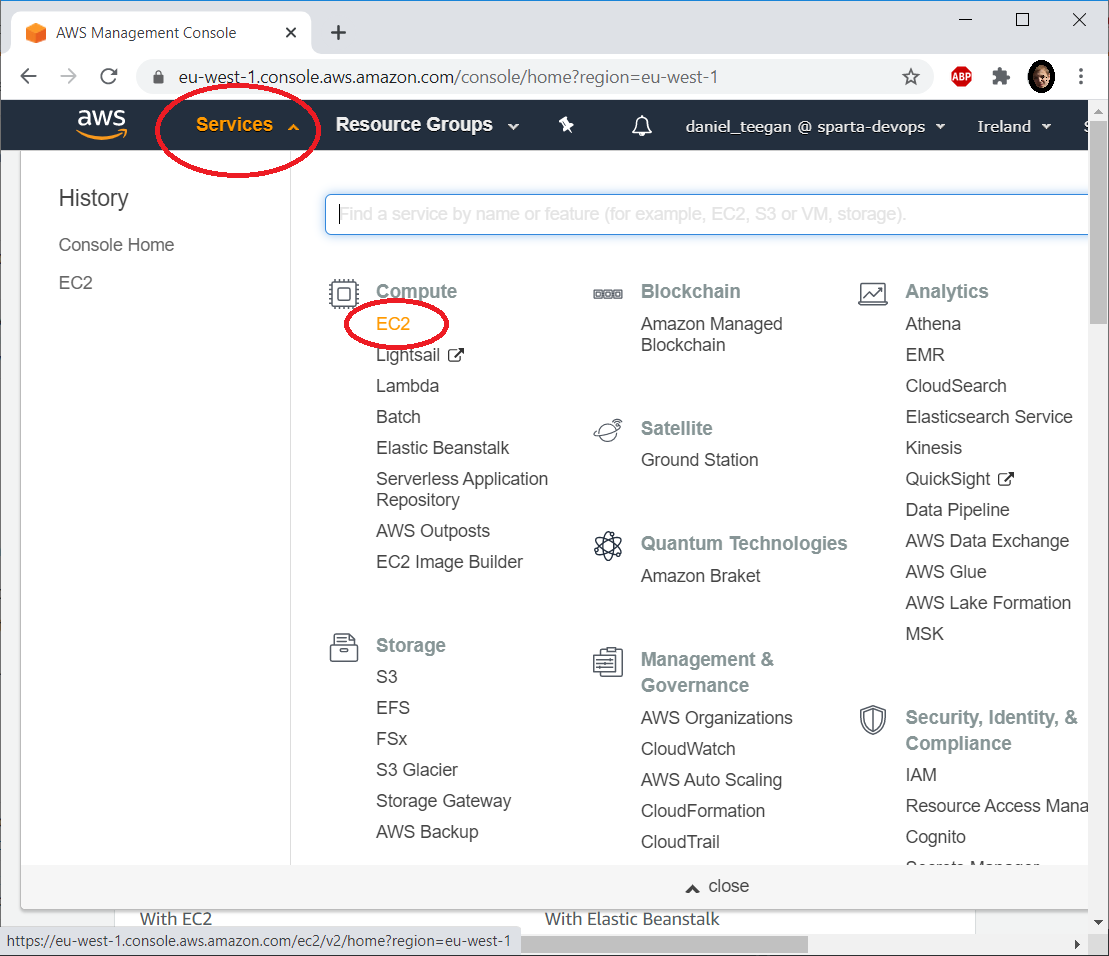 AWS Management Console
eu-west-1.console.aws.amazon.com/console/home?region=eu-west-1
ABP
aws
Services
Resource Groups
daniel_teegan @ sparta-devops
Ireland
History
Console Home
EC2
Find a service by name or feature (for example, EC2, S3 or VM, storage).
Compute
EC2
Lightsail
Lambda
Batch
Elastic Beanstalk
Serverless Application
Repository
AWS Outposts
EC2 Image Builder
Storage
S3
EFS
FSx
S3 Glacier
Storage Gateway
AWS Backup
Blockchain
Amazon Managed
Blockchain
Satellite
Ground Station
Quantum Technologies
Amazon Braket
Management &
Governance
AWS Organizations
CloudWatch
AWS Auto Scaling
CloudFormation
CloudTrail
Analytics
Athena
EMR
CloudSearch
Elasticsearch Service
Kinesis
QuickSight
Data Pipeline
AWS Data Exchange
AWS Glue
AWS Lake Formation
MSK
Security, Identity, &
Compliance
IAM
Resource Access Mana
Cognito
Secrets Manager
close
With EC2
With Elastic Beanstalk
https://eu-west-1.console.aws.amazon.com/ec2/v2/home?region=eu-west-1